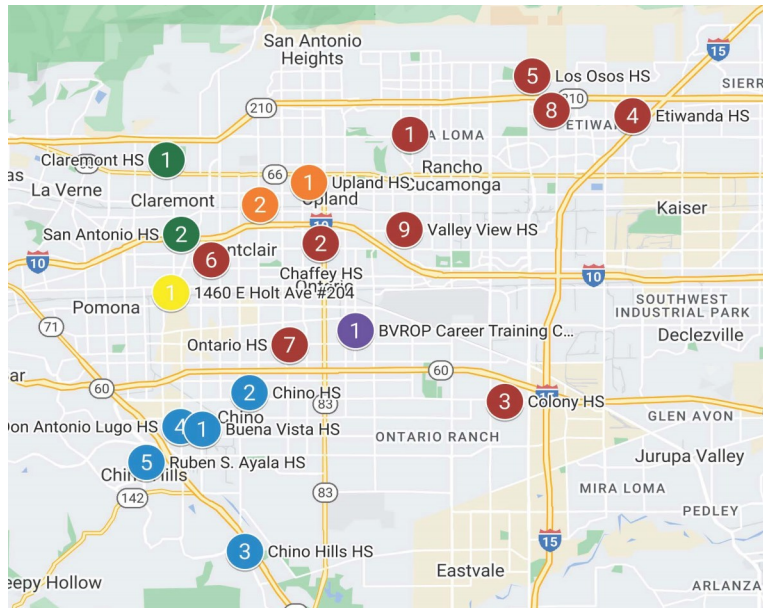 San Antonio
Heights
15
210
5
Los Osos HS
210
SIERR
8
4
Etiwanda HS
ETIWA
1
A LOMA
Claremont HS
1
66
Rancho
Cucamonga
as
La Verne
1
Upland HS
Upland
Claremont
2
Kaiser
10
San Antonio HS
2
9
Valley View HS
2
ntclair
6
10
10
Chaffey HS
Ontario
1
1460 E Holt Ave #204
SOUTHWEST
INDUSTRIAL PARK
Pomona
71
1
BVROP Career Training C...
Declezville
Ontario HS
7
ar
60
60
2
Chino HS
15
83
3
Colony HS
Chino
GLEN AVON
Don Antonio Lugo HS
4
1
Buena Vista HS
ONTARIO RANCH
5
Ruben S. Ayala HS
Chino Hills
Jurupa Valley
142
83
MIRA LOMA
PEDLEY
15
3
Chino Hills HS
Eastvale
eepy Hollow
ARLANZA